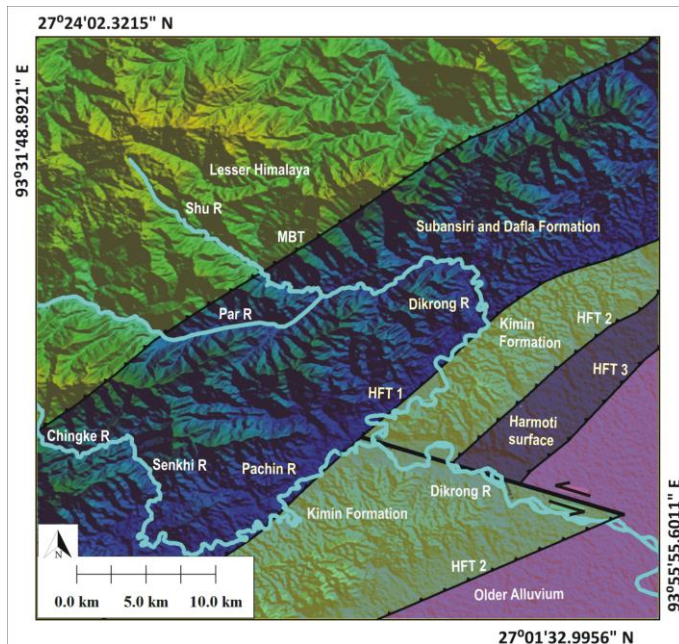 27⁰24'02.3215" N
93⁰31'48.8921" E
Lesser Himalaya
Shu R
MBT
Subansiri and Dafla Formation
Par R
Dikrong R
Kimin
Formation
HFT 2
HFT 1
HFT 3
Harmoti
surface
Chingke R
Senkhi R
Pachin R
Dikrong R
Kimin Formation
HFT 2
Older Alluvium
N
0.0 km 5.0 km 10.0 km
93⁰55'55.6011" E
27⁰01'32.9956" N